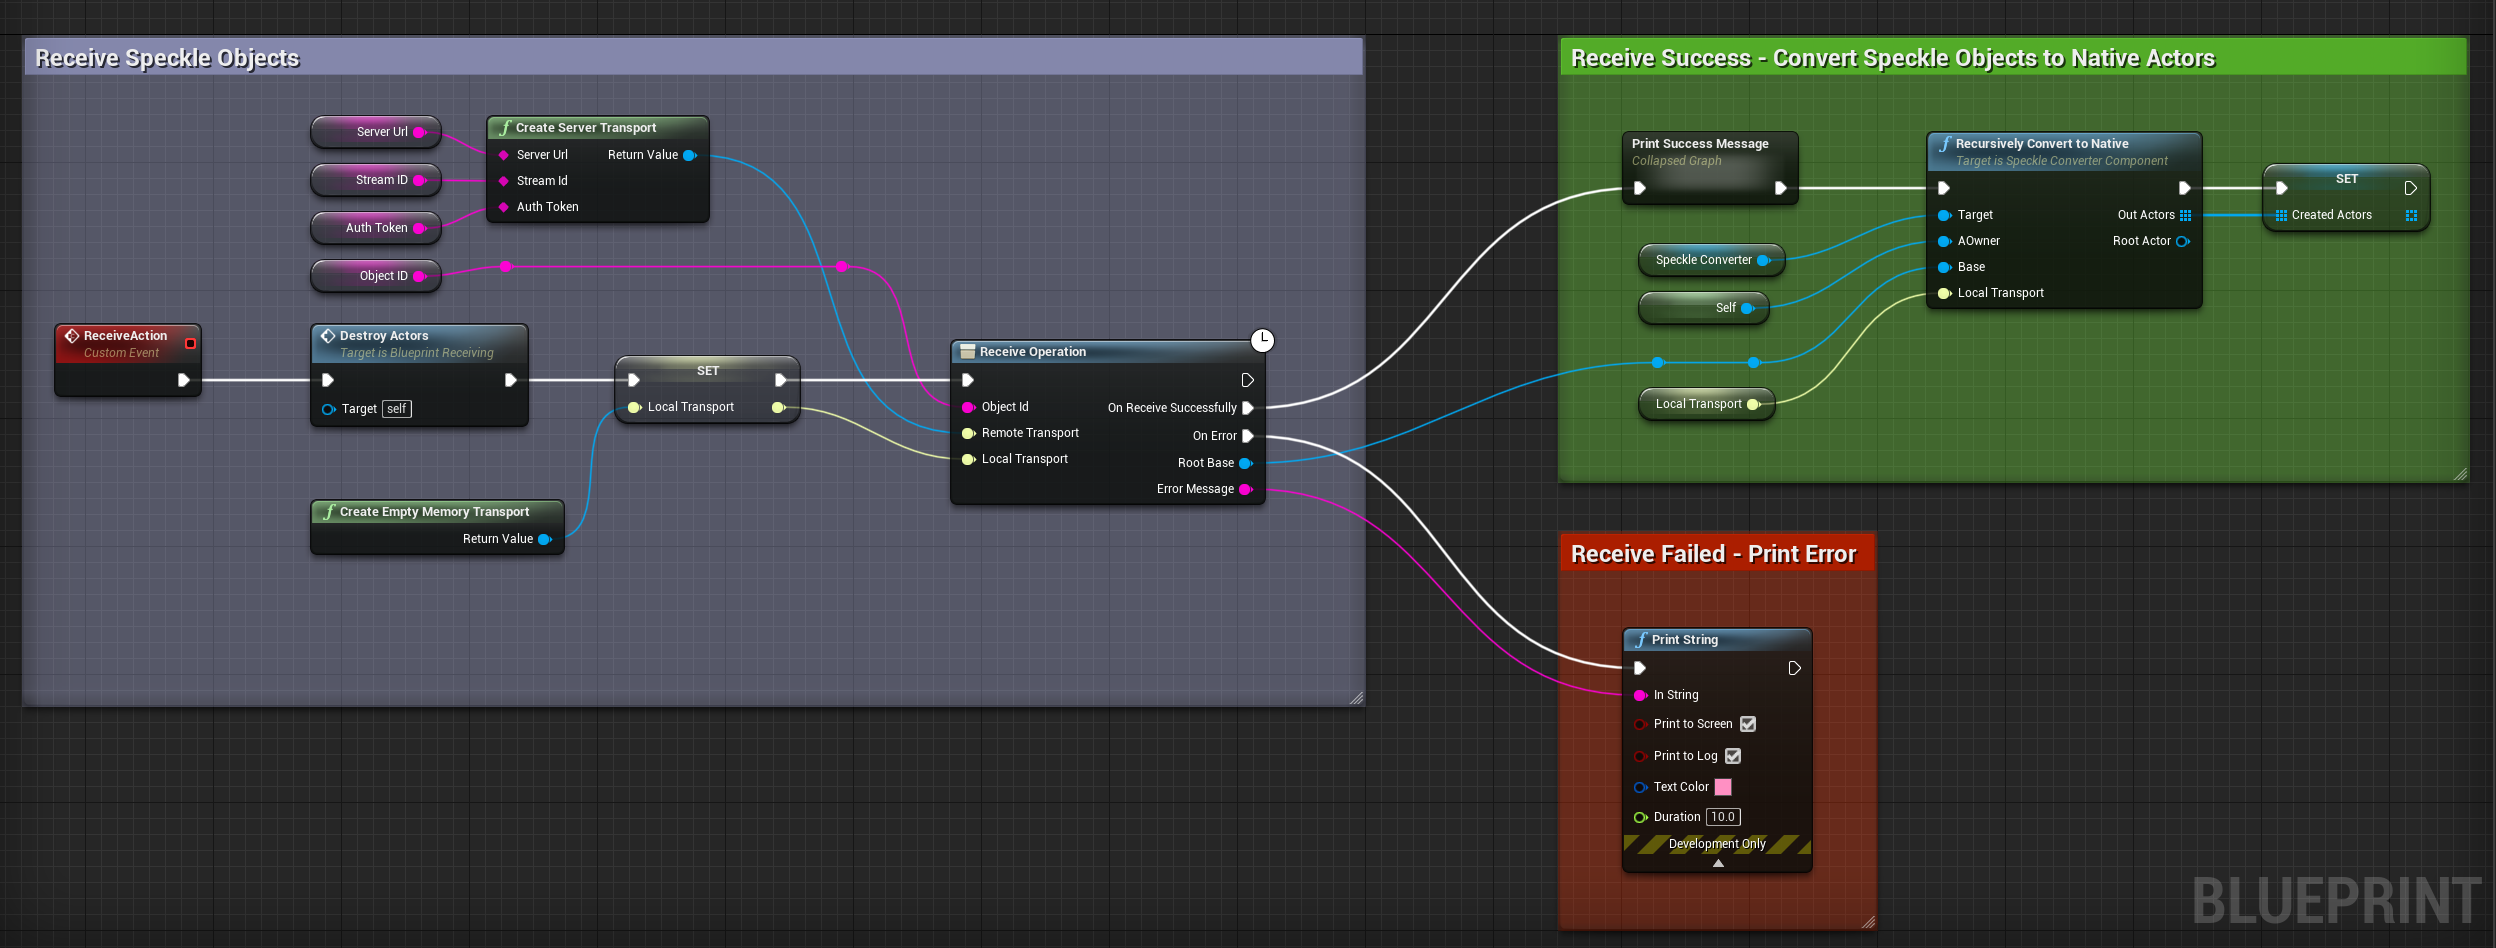 Receive Speckle Objects
Server Url
Stream ID
Auth Token
Object ID
Create Server Transport
Server Url
Return Value
Stream Id
Auth Token
ReceiveAction
Custom Event
Destroy Actors
Target is Blueprint Receiving
Target self
SET
Local Transport
Create Empty Memory Transport
Return Value
Receive Operation
Object Id
On Receive Successfully
Remote Transport
On Error
Local Transport
Root Base
Error Message
Receive Success - Convert Speckle Objects to Native Actors
Print Success Message
Collapsed Graph
Speckle Converter
Self
Local Transport
Recursively Convert to Native
Target is Speckle Converter Component
Target
Out Actors
AOwner
Root Actor
Base
Local Transport
SET
Created Actors
Receive Failed - Print Error
Print String
In String
Print to Screen
Print to Log
Text Color
Duration 10.0
Development Only
BLUEPRINT